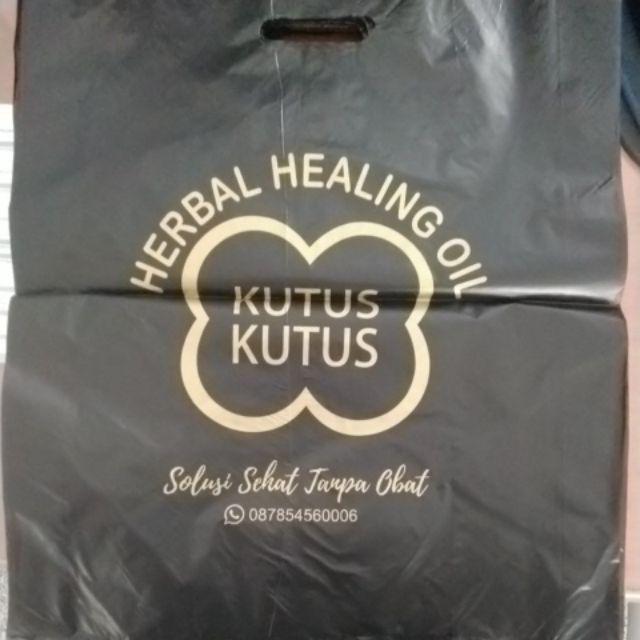 HERBAL HEALING OIL
KUTUS
KUTUS
Solusi Sehat Tanpa Obat
087854560006